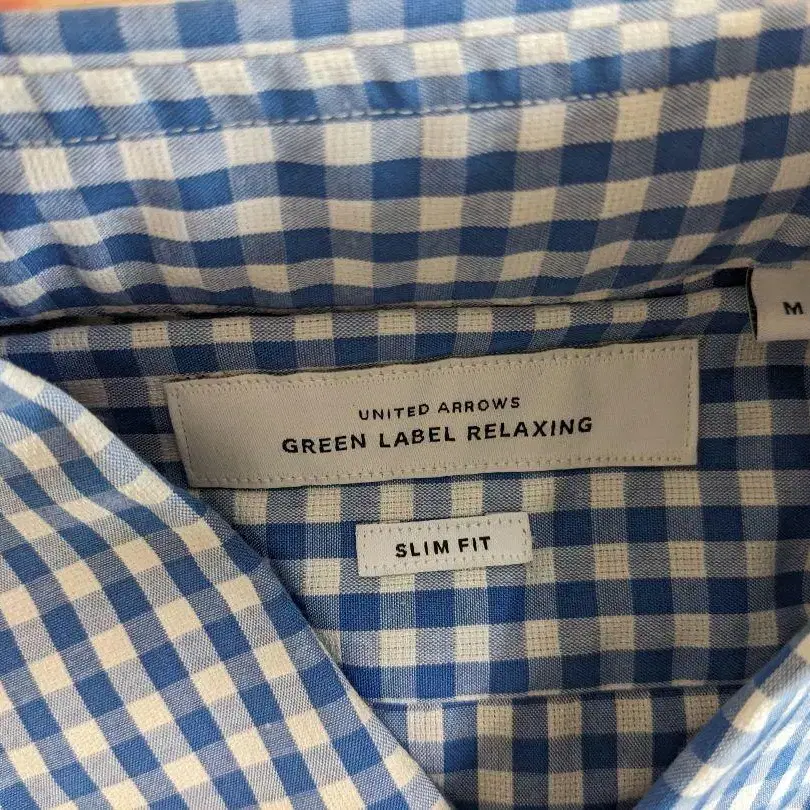 M
UNITED ARROWS
GREEN LABEL RELAXING
SLIM FIT